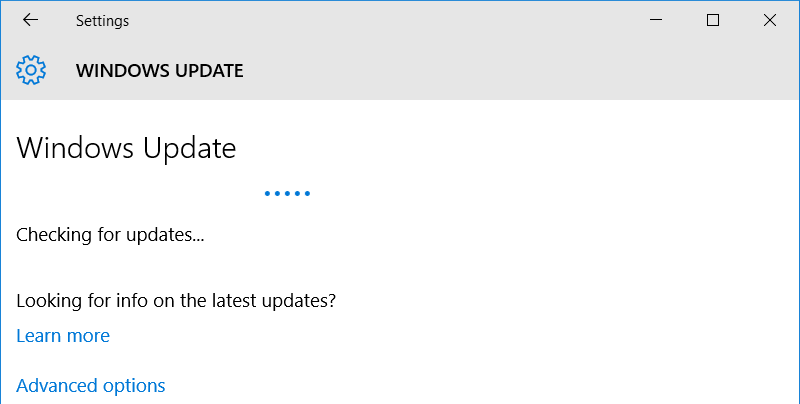 Settings
WINDOWS UPDATE
Windows Update
Checking for updates...
Looking for info on the latest updates?
Learn more
Advanced options